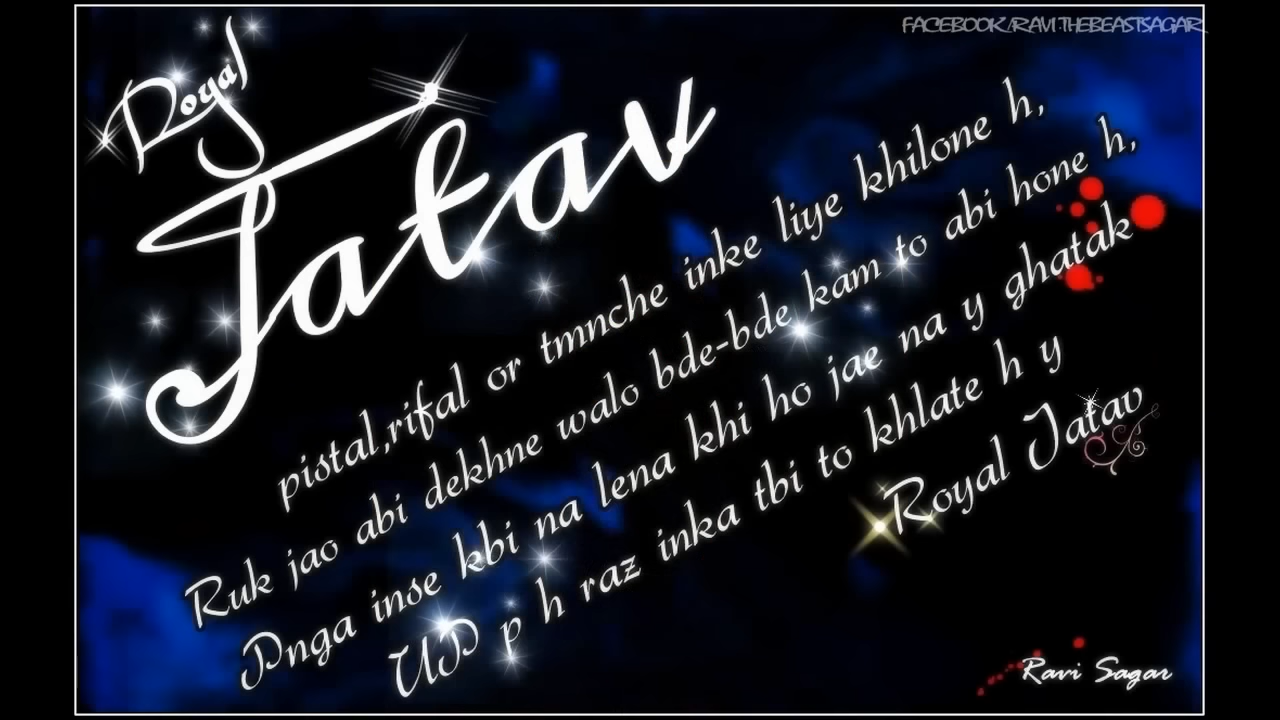 FACEBOOK/RAVI.THEBEASTSAGAR
Royal
Jatav
pistal,rifal or tmnche inke liye khilone h,
Ruk jao abi dekhne walo bde-bde kam to abi hone h,
Pnga inse kbi na lena khi ho jae na y ghatak
UP p h raz inka tbi to khlate h y
Royal Jatav
Ravi Sagar